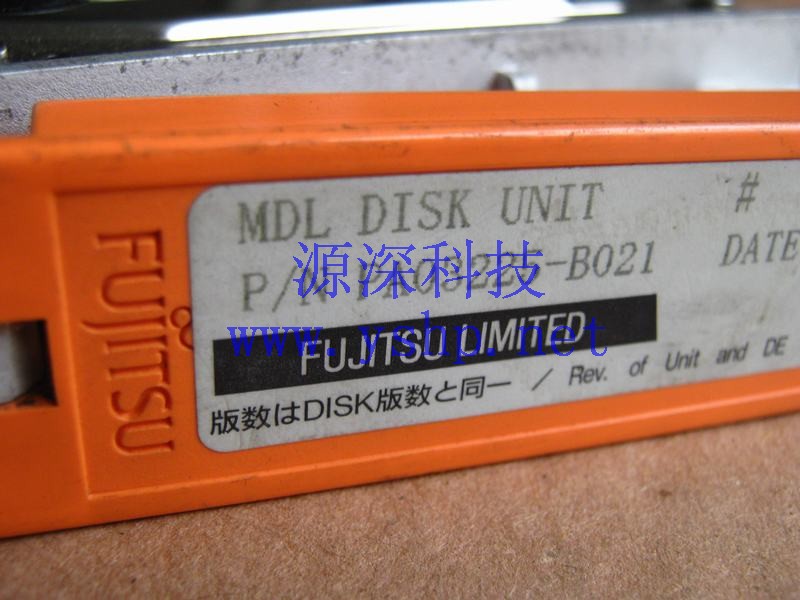 FUJITSU
MDL DISK UNIT #
P/N -B021 DATE
源深科技
www.yshp.net
FUJITSU LIMITED
版数はDISK版数と同一 / Rev. of Unit and DE